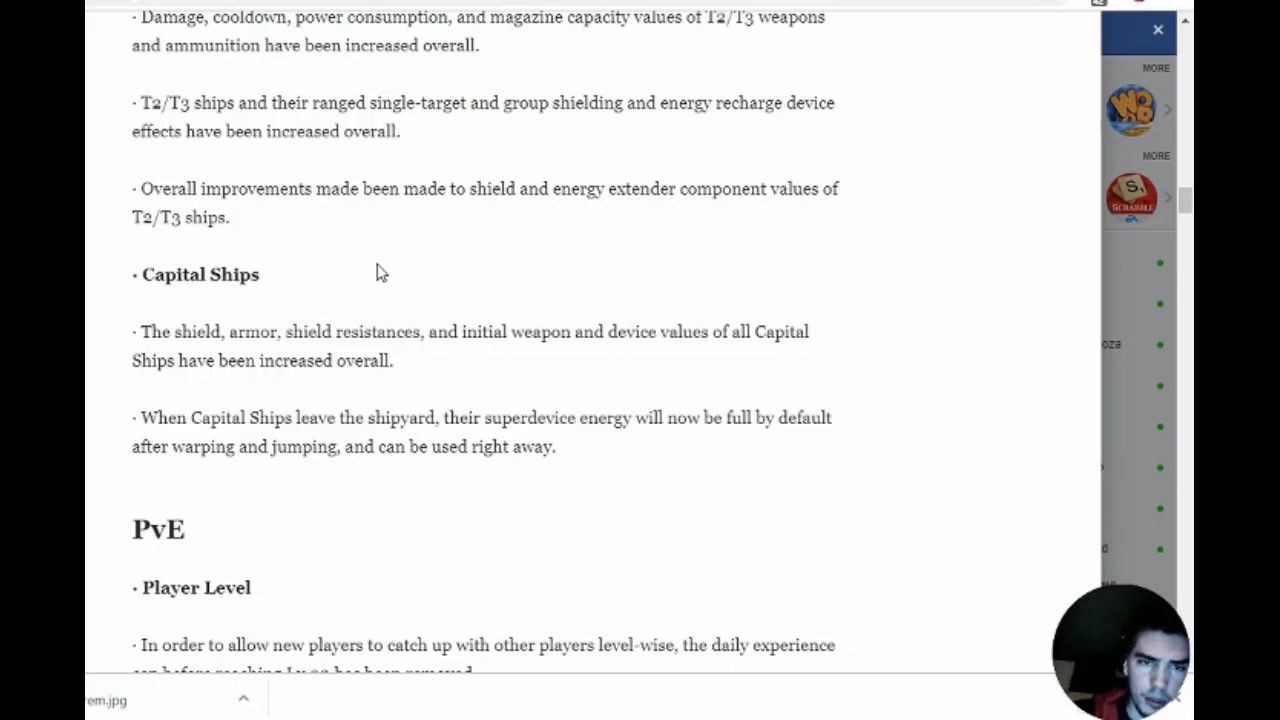 · Damage, cooldown, power consumption, and magazine capacity values of T2/T3 weapons
and ammunition have been increased overall.
MORE
· T2/T3 ships and their ranged single-target and group shielding and energy recharge device
effects have been increased overall.
MORE
· Overall improvements made been made to shield and energy extender component values of
T2/T3 ships.
SCRABBLE
EA
· Capital Ships
· The shield, armor, shield resistances, and initial weapon and device values of all Capital
Ships have been increased overall.
oza
· When Capital Ships leave the shipyard, their superdevice energy will now be full by default
after warping and jumping, and can be used right away.
PvE
d
· Player Level
· In order to allow new players to catch up with other players level-wise, the daily experience
rem.jpg